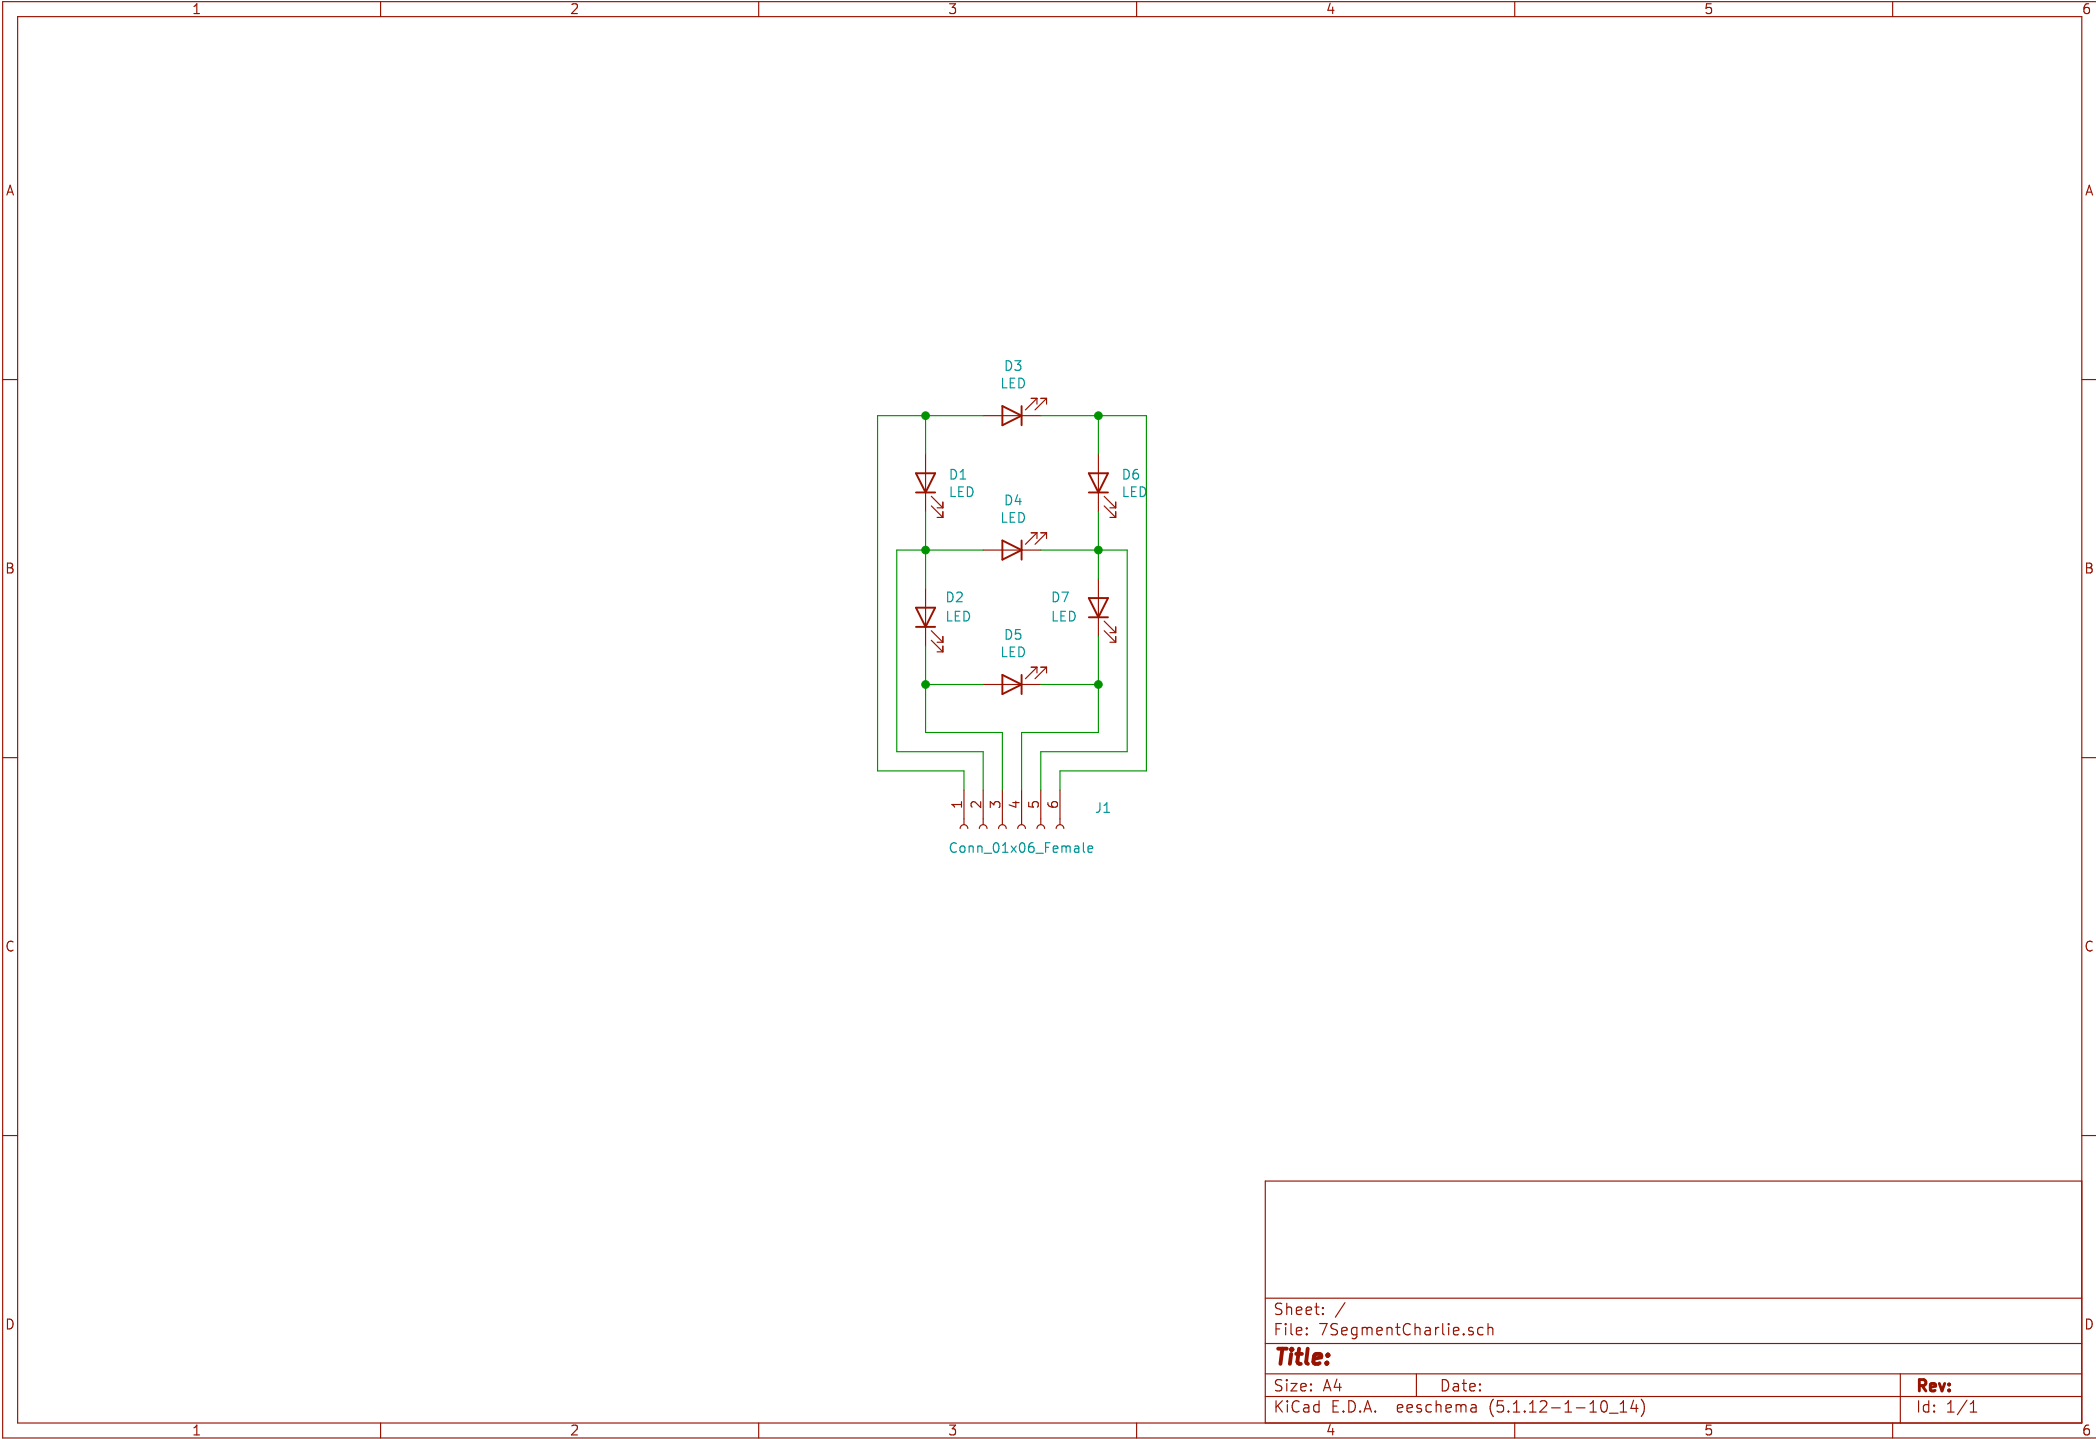 1 2 3 4 5 6
A A
D3
LED
D1
LED
D6
LED
D4
LED
B B
D2
LED
D7
LED
D5
LED
1 2 3 4 5 6
J1
Conn_01x06_Female
C C
Sheet: /
File: 7SegmentCharlie.sch
D D
Title:
Size: A4 Date: Rev:
KiCad E.D.A. eeschema (5.1.12-1-10_14) Id: 1/1
1 2 3 4 5 6